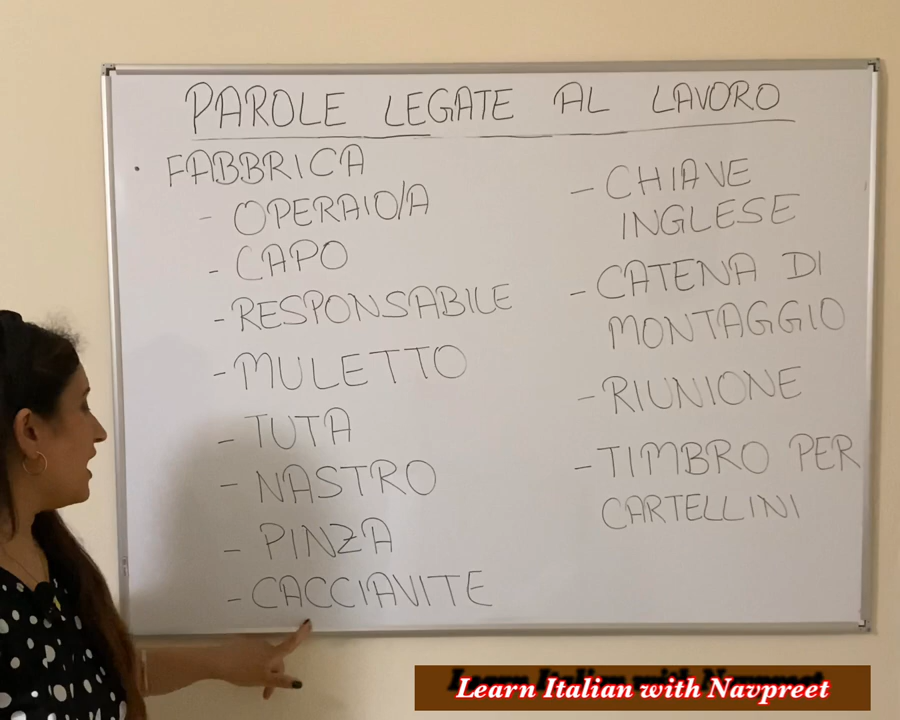 PAROLE LEGATE AL LAVORO
• FABBRICA
- OPERAIO/A
- CAPO
- RESPONSABILE
- MULETTO
- TUTA
- NASTRO
- PINZA
- CACCIAVITE
- CHIAVE
INGLESE
- CATENA DI
MONTAGGIO
- RIUNIONE
- TIMBRO PER
CARTELLINI
Learn Italian with Navpreet